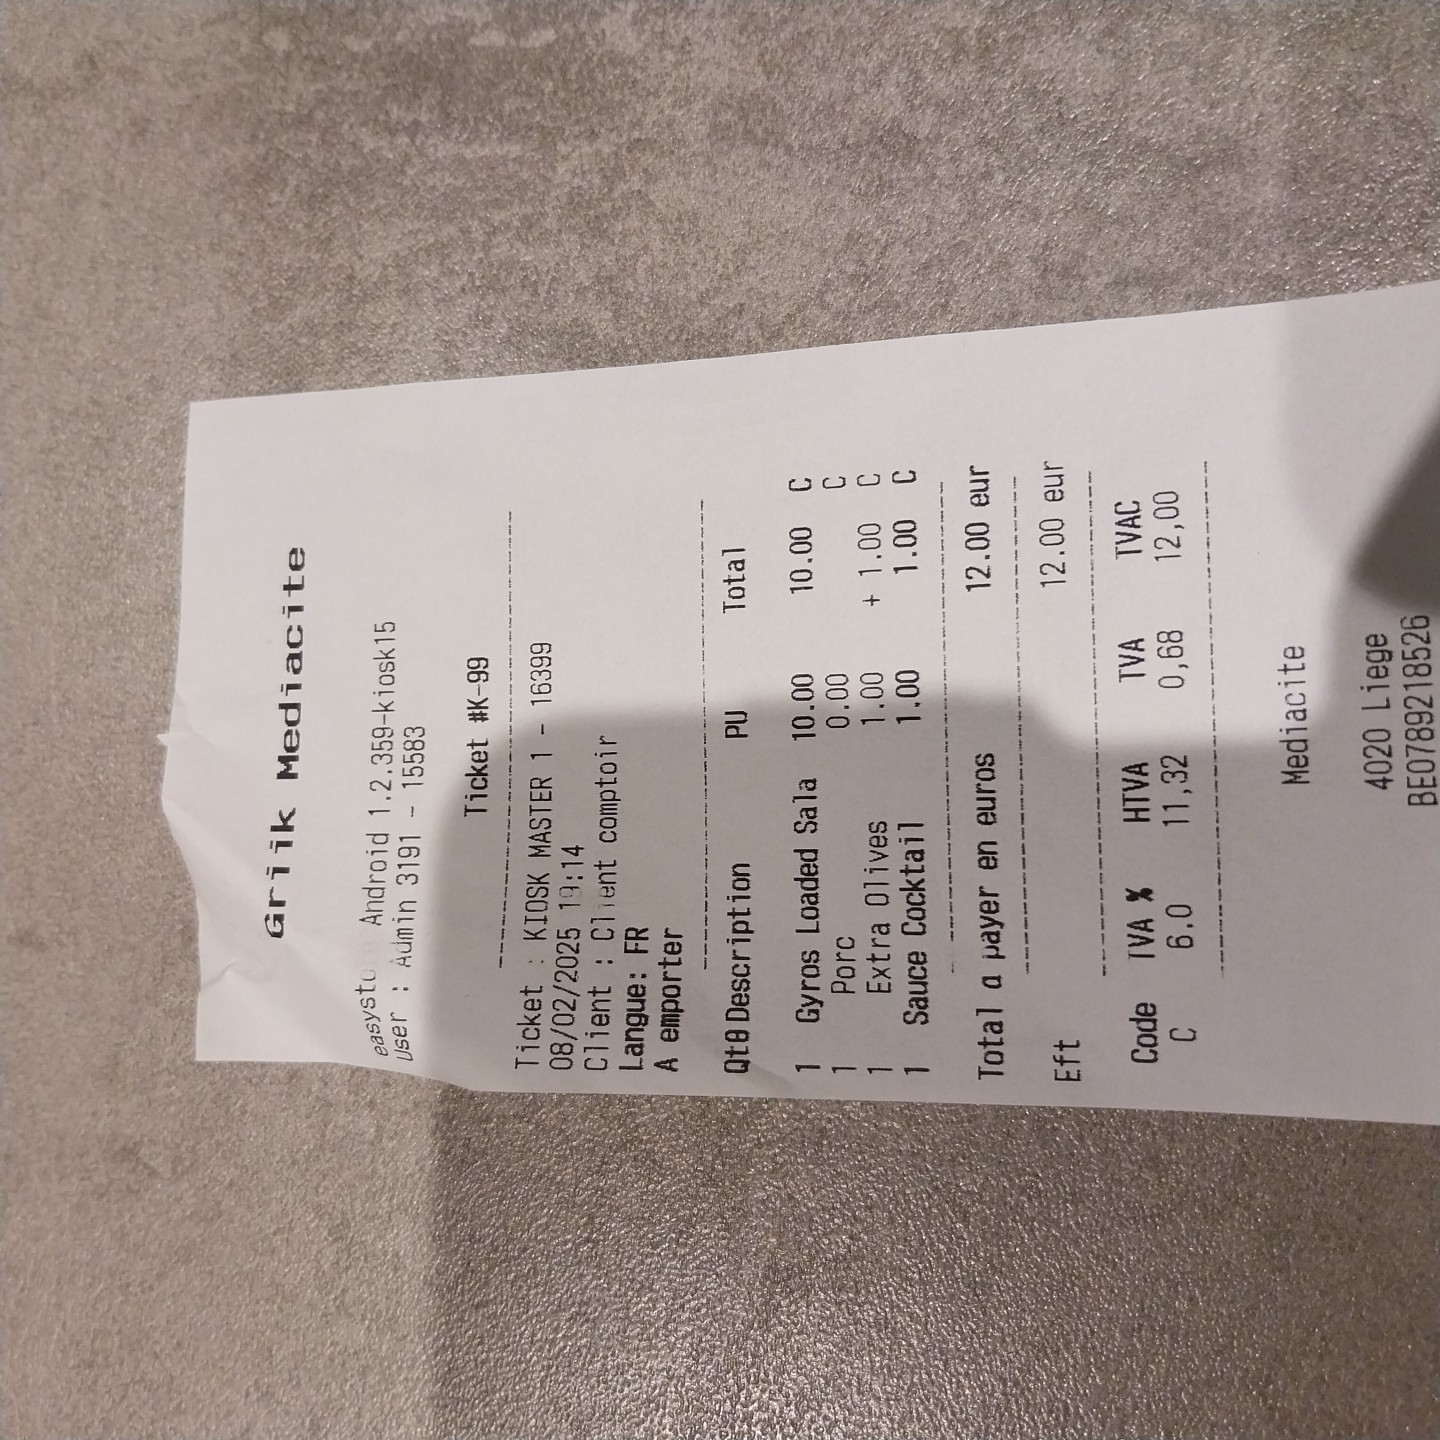 Griik Mediacite
Android 1.2.359-kiosk15
User : Admin 3191 - 15583
Ticket #K-99
Ticket : KIOSK MASTER 1 - 16399
08/02/2025 19:14
Client : Client comptoir
Langue: FR
A emporter
Qté Description PU Total
1 Gyros Loaded Sala 10.00 10.00 C
1 Porc 0.00 C
1 Extra Olives 1.00 + 1.00 C
1 Sauce Cocktail 1.00 1.00 C
Total a payer en euros 12.00 eur
Eft 12.00 eur
Code TVA % HTVA TVA TVAC
C 6.0 11,32 0,68 12,00
Mediacite
4020 Liege
BE0789218526